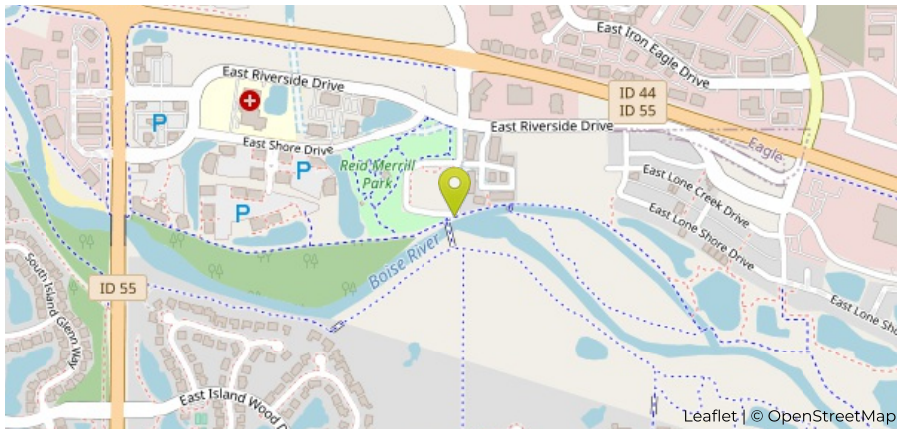 East Iron Eagle Drive
East Riverside Drive
ID 44
ID 55
P
East Riverside Drive
East Shore Drive
Eagle
Reid Merrill
Park
P
East Lone Creek Drive
P
East Lone Shore Drive
Boise River
South Island Glenn Way
ID 55
East Lone Sho
East Island Wood D
Leaflet | © OpenStreetMap